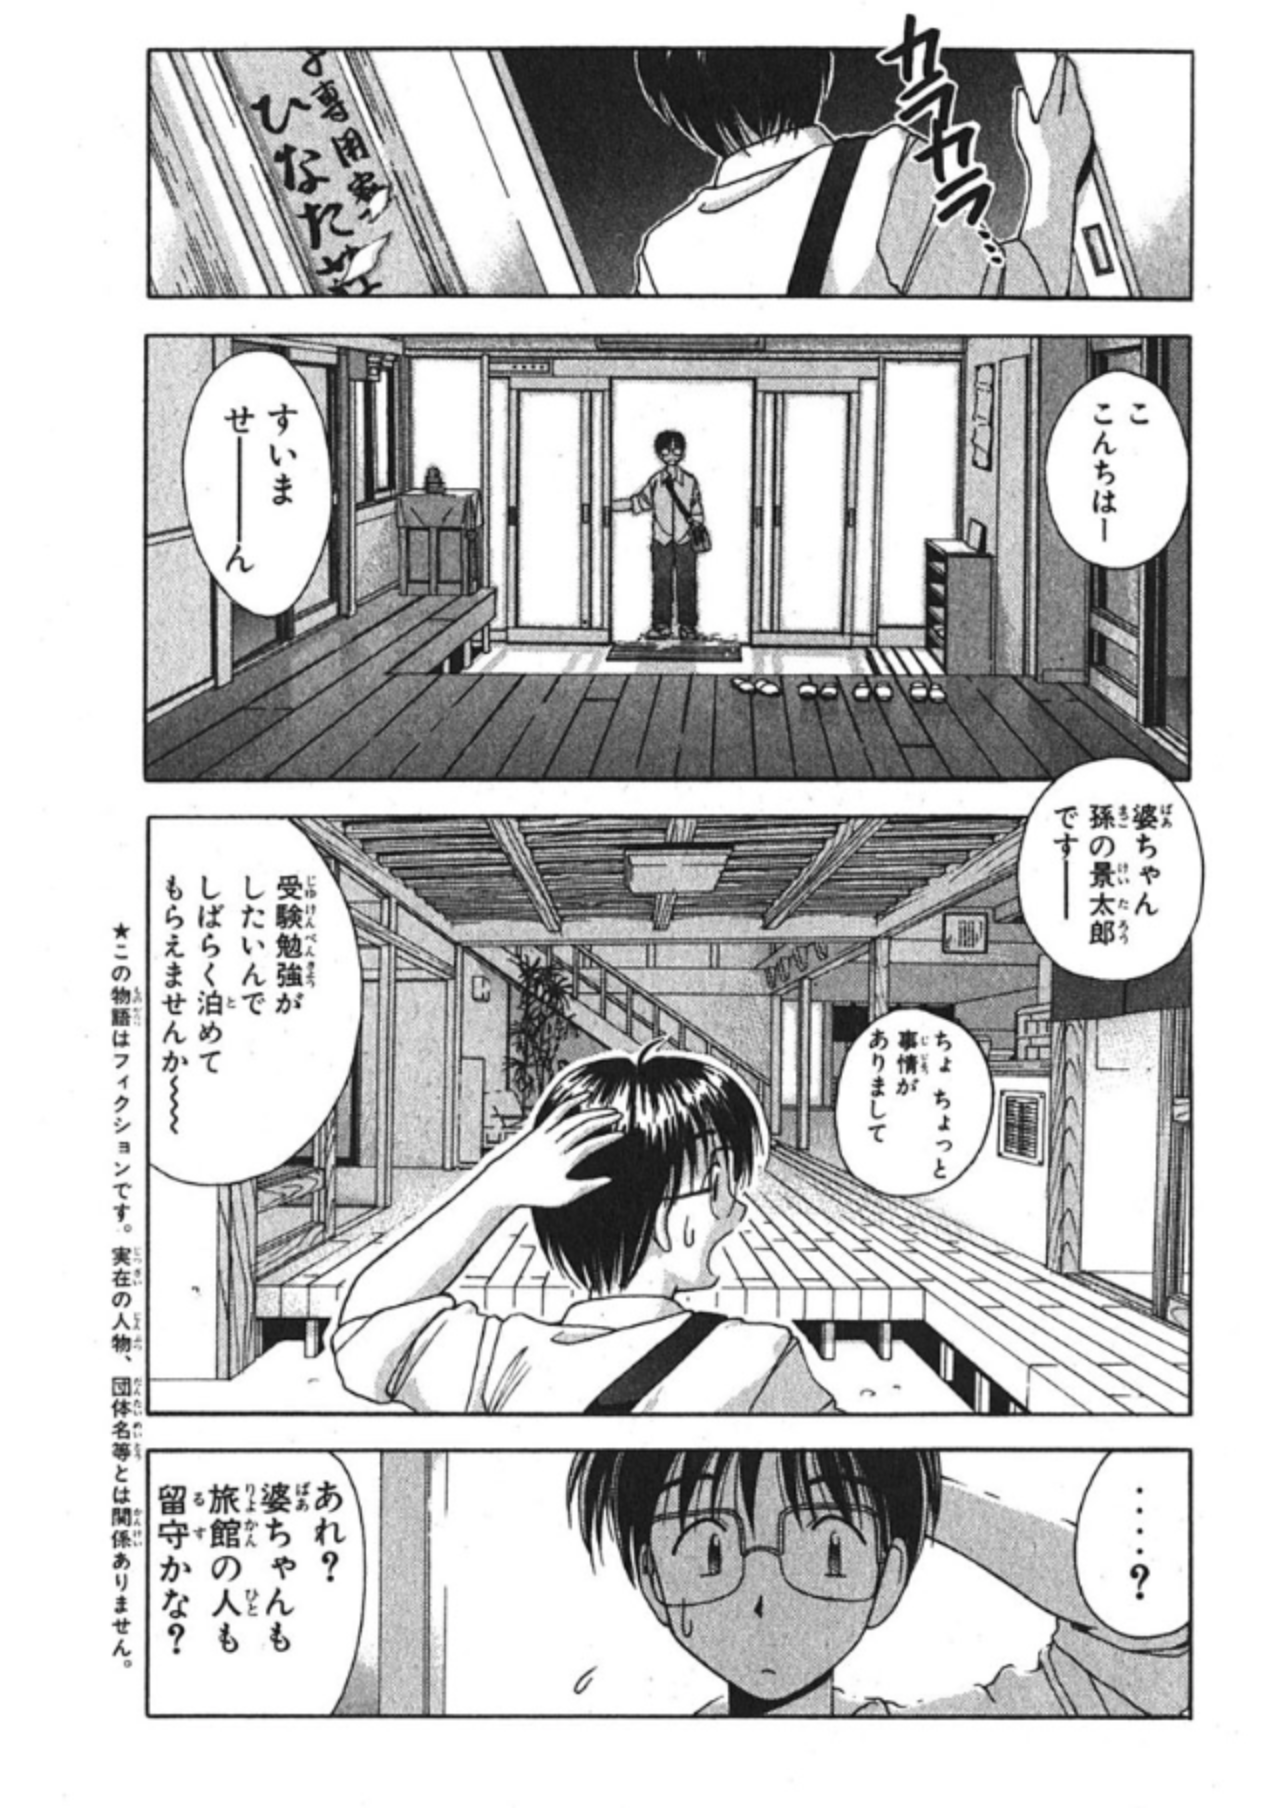 カラ
カラ…
専用寮
ひなた荘
こ
こんちはー
すいま
せーーん
婆ちゃん
孫の景太郎
ですーー
ちょ ちょっと
事情が
ありまして
受験勉強が
したいんで
しばらく泊めて
もらえませんか～～～～
‥‥‥?
あれ?
婆ちゃんも
旅館の人も
留守かな?
★この物語はフィクションです。実在の人物、団体名等とは関係ありません。